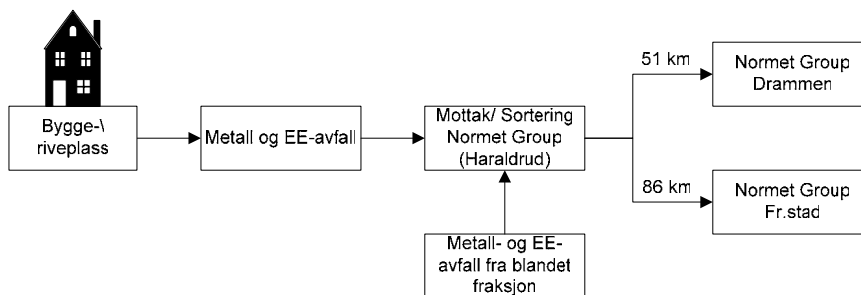 Bygge-\
riveplass
Metall og EE-avfall
Mottak/ Sortering
Normet Group
(Haraldrud)
51 km
Normet Group
Drammen
86 km
Normet Group
Fr.stad
Metall- og EE-
avfall fra blandet
fraksjon